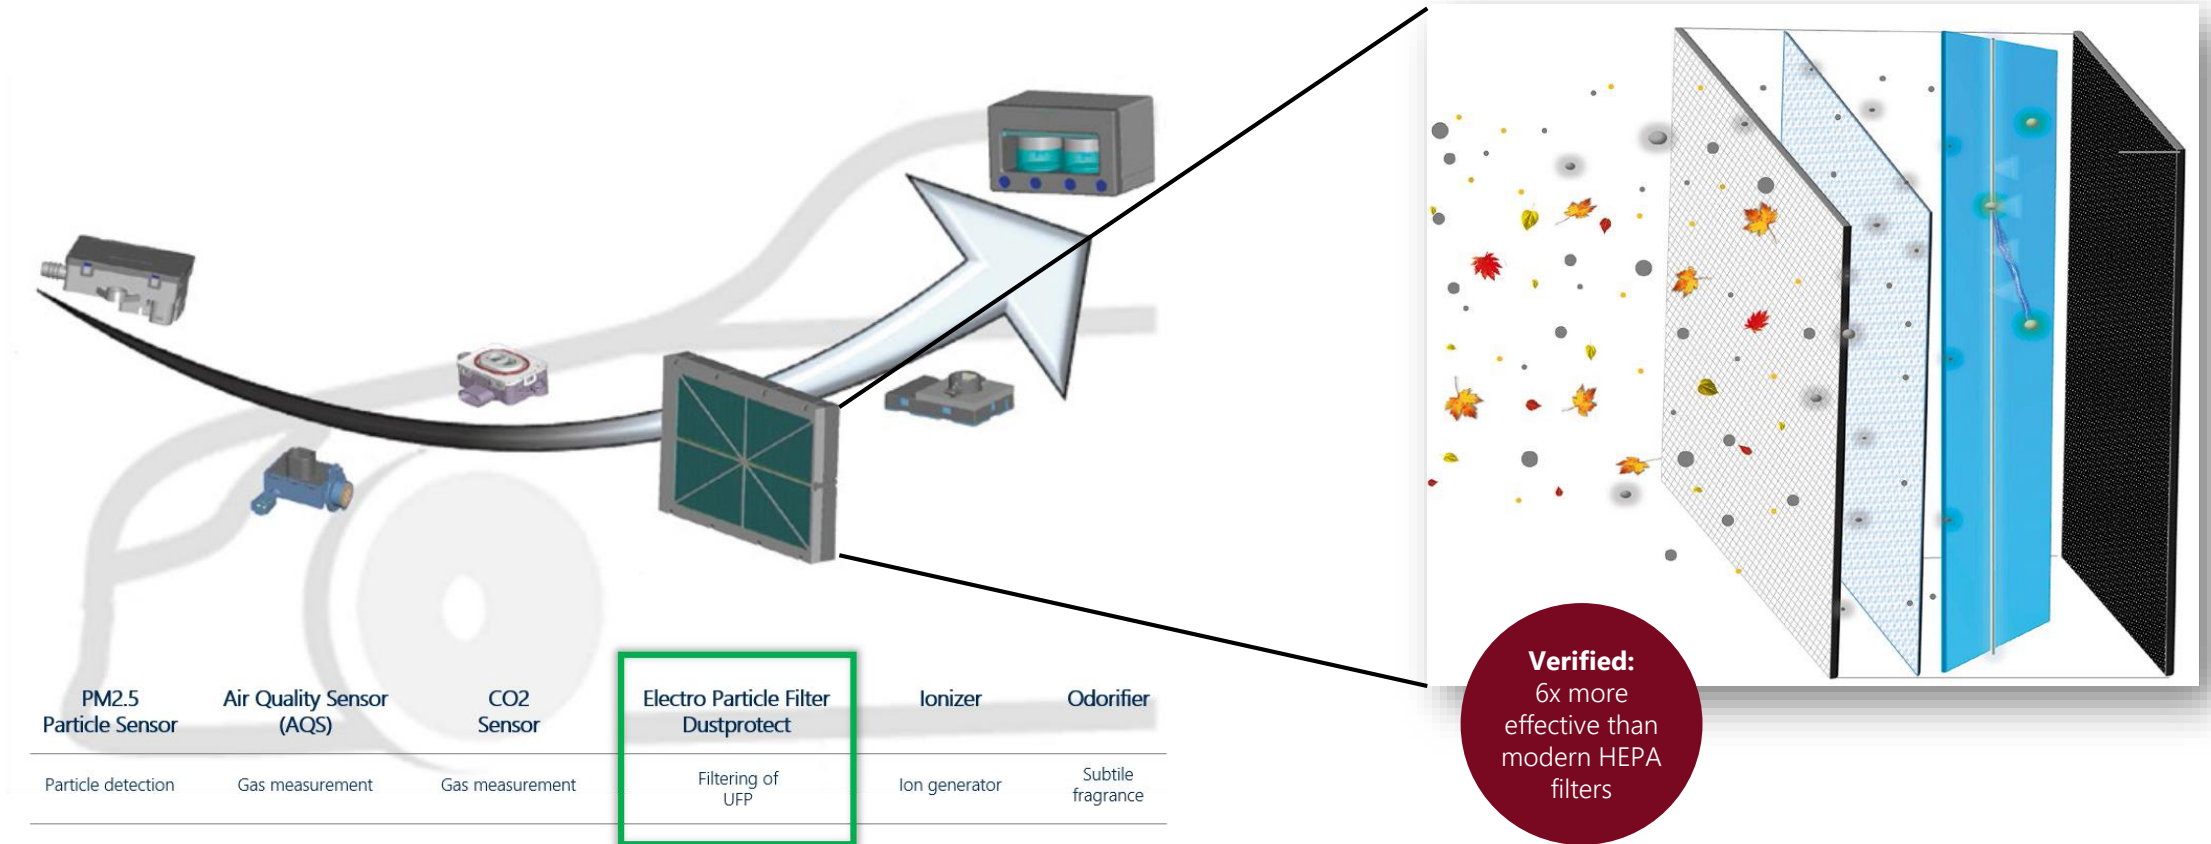 PM2.5
Particle Sensor
Air Quality Sensor
(AQS)
CO2
Sensor
Electro Particle Filter
Dustprotect
Ionizer
Odorifier
Particle detection
Gas measurement
Gas measurement
Filtering of
UFP
Ion generator
Subtile
fragrance
Verified:
6x more
effective than
modern HEPA
filters